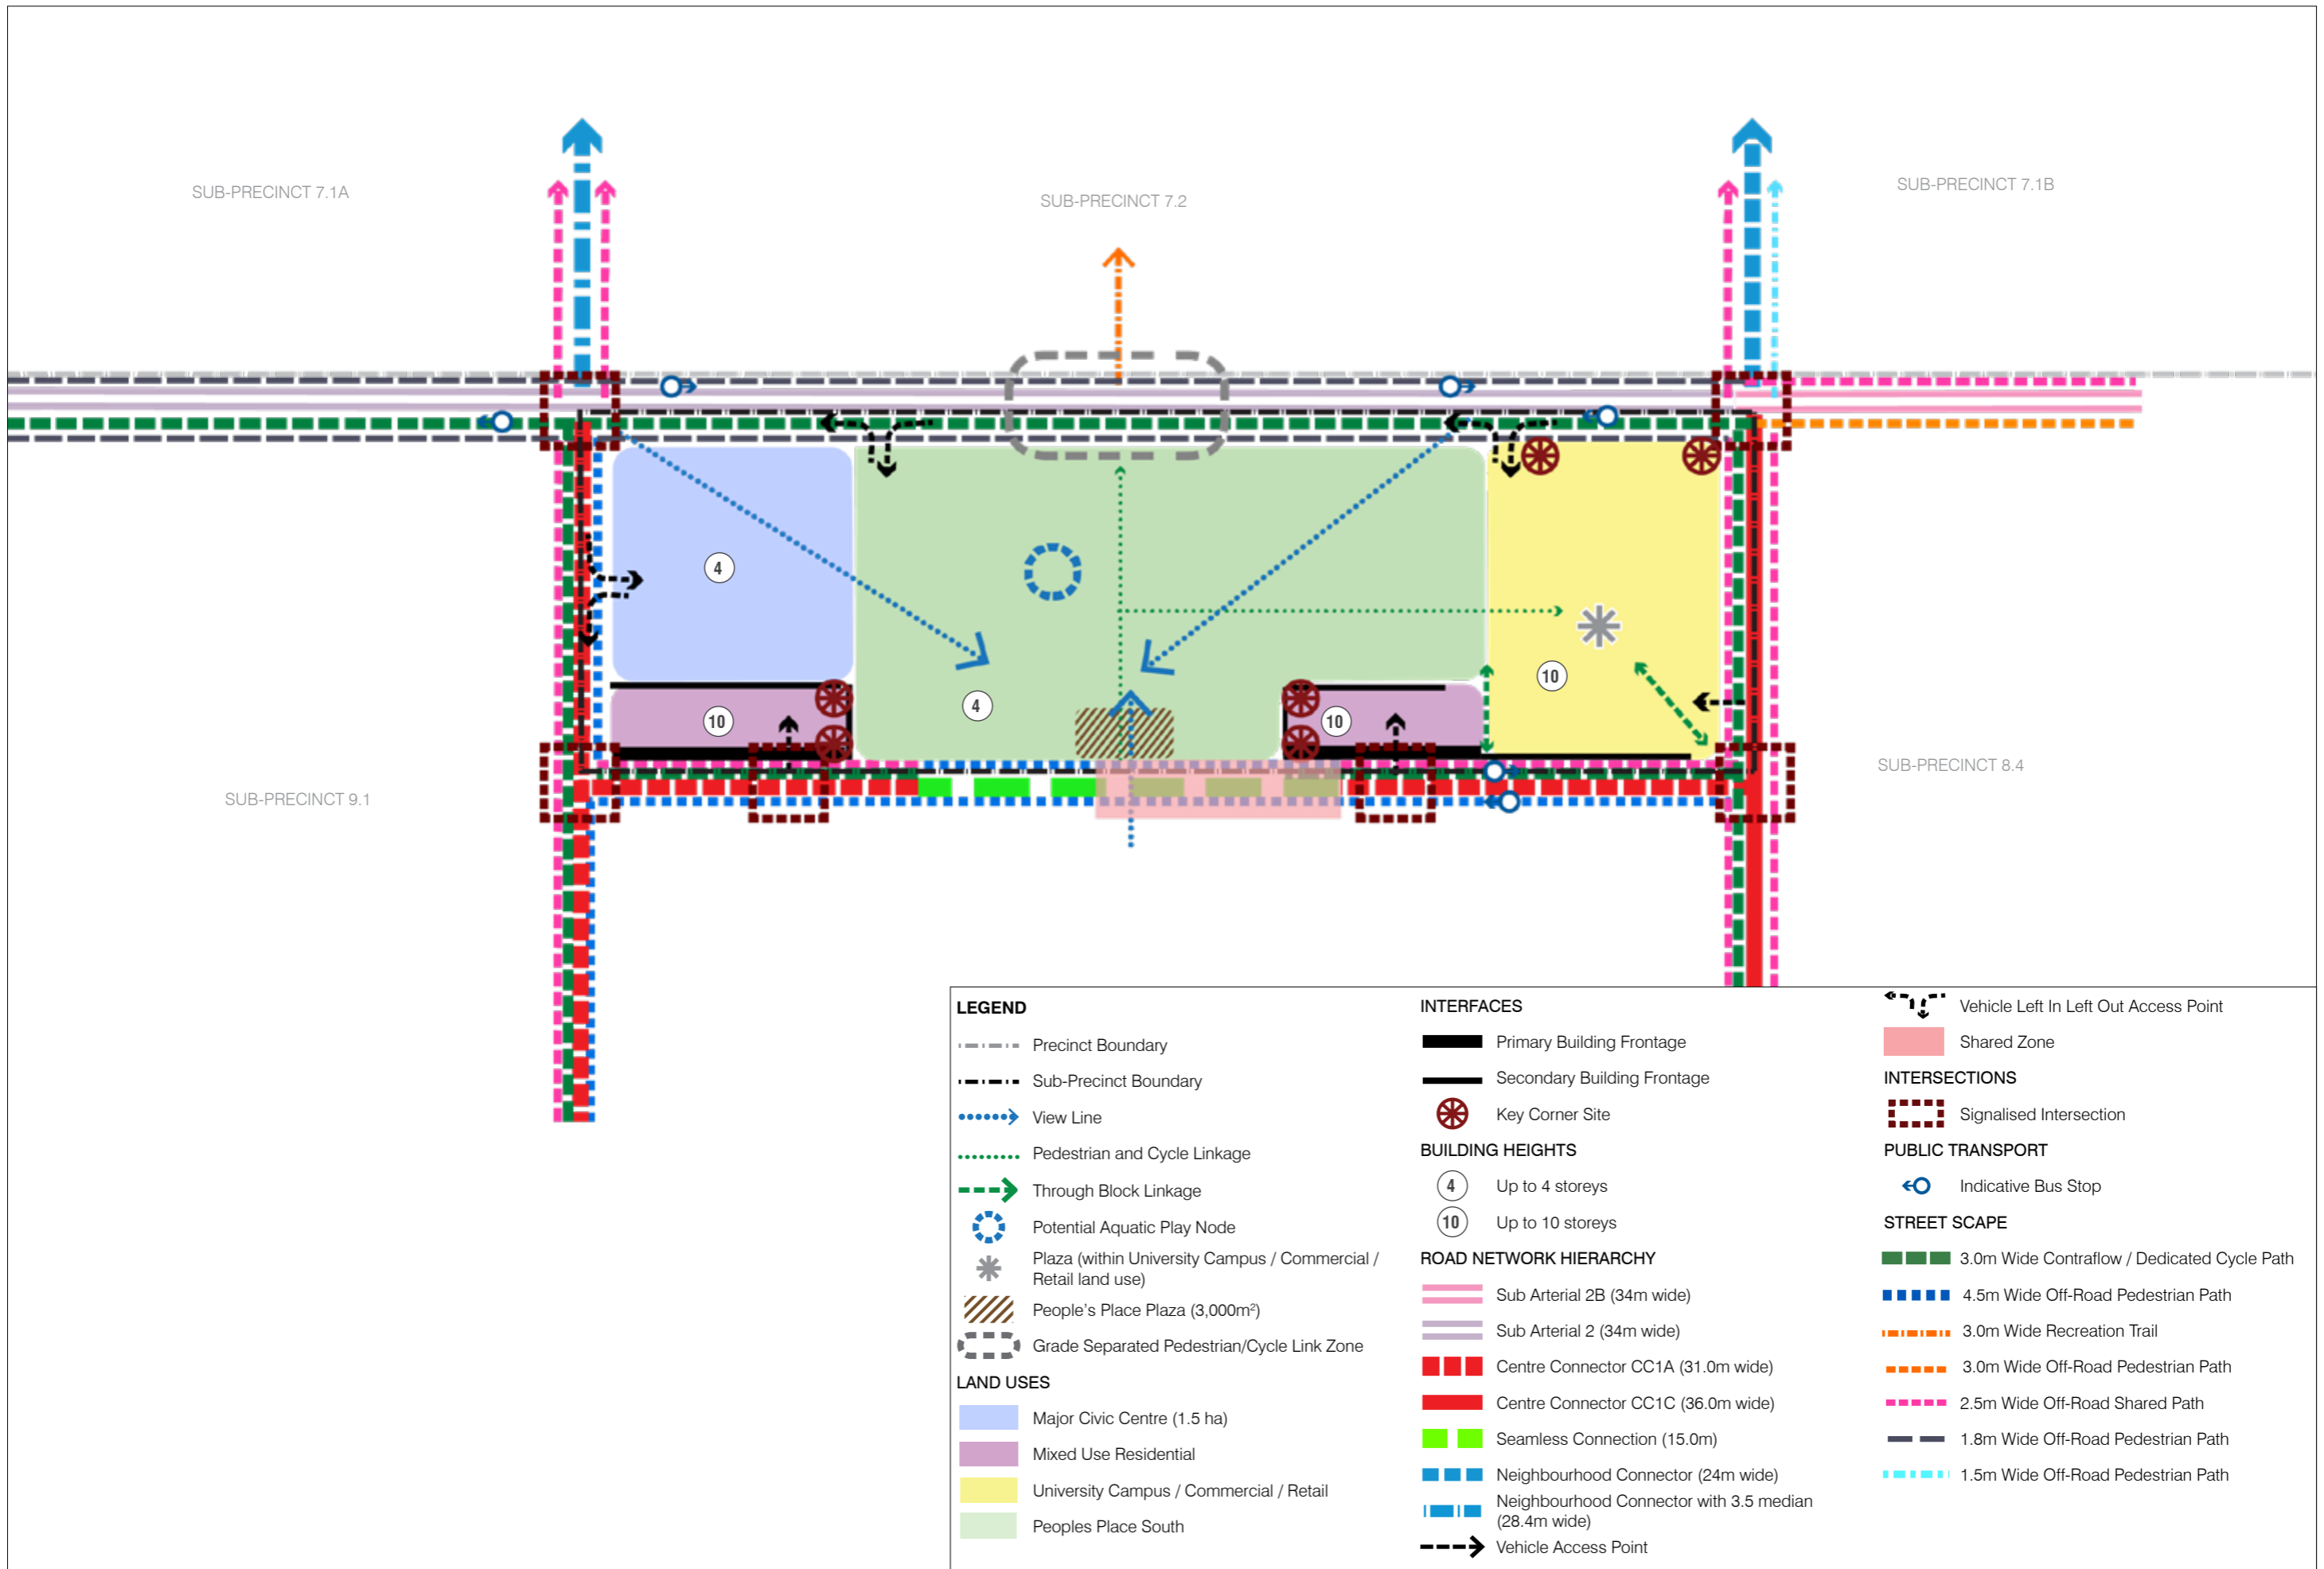 SUB-PRECINCT 7.1A
SUB-PRECINCT 7.2
SUB-PRECINCT 7.1B
4
4
10
10
10
SUB-PRECINCT 9.1
SUB-PRECINCT 8.4
LEGEND
Precinct Boundary
Sub-Precinct Boundary
View Line
Pedestrian and Cycle Linkage
Through Block Linkage
Potential Aquatic Play Node
Plaza (within University Campus / Commercial /
Retail land use)
People's Place Plaza (3,000m²)
Grade Separated Pedestrian/Cycle Link Zone
LAND USES
Major Civic Centre (1.5 ha)
Mixed Use Residential
University Campus / Commercial / Retail
Peoples Place South
INTERFACES
Primary Building Frontage
Secondary Building Frontage
Key Corner Site
BUILDING HEIGHTS
4 Up to 4 storeys
10 Up to 10 storeys
ROAD NETWORK HIERARCHY
Sub Arterial 2B (34m wide)
Sub Arterial 2 (34m wide)
Centre Connector CC1A (31.0m wide)
Centre Connector CC1C (36.0m wide)
Seamless Connection (15.0m)
Neighbourhood Connector (24m wide)
Neighbourhood Connector with 3.5 median
(28.4m wide)
Vehicle Access Point
Vehicle Left In Left Out Access Point
Shared Zone
INTERSECTIONS
Signalised Intersection
PUBLIC TRANSPORT
Indicative Bus Stop
STREET SCAPE
3.0m Wide Contraflow / Dedicated Cycle Path
4.5m Wide Off-Road Pedestrian Path
3.0m Wide Recreation Trail
3.0m Wide Off-Road Pedestrian Path
2.5m Wide Off-Road Shared Path
1.8m Wide Off-Road Pedestrian Path
1.5m Wide Off-Road Pedestrian Path